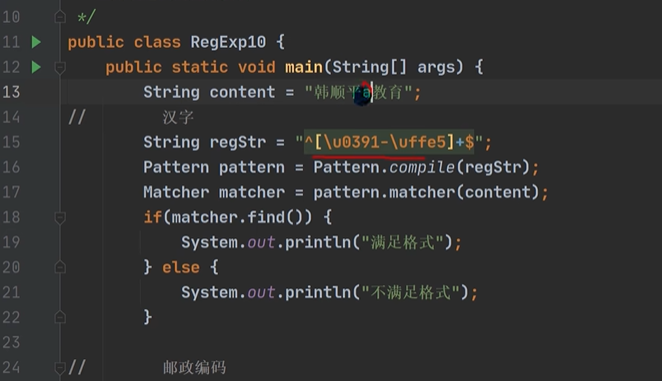 10 */
11 public class RegExp10 {
12 public static void main(String[] args) {
13 String content = "韩顺平a教育";
14 // 汉字
15 String regStr = "^[\u0391-\uffe5]+$";
16 Pattern pattern = Pattern.compile(regStr);
17 Matcher matcher = pattern.matcher(content);
18 if(matcher.find()) {
19 System.out.println("满足格式");
20 } else {
21 System.out.println("不满足格式");
22 }
23
24 // 邮政编码